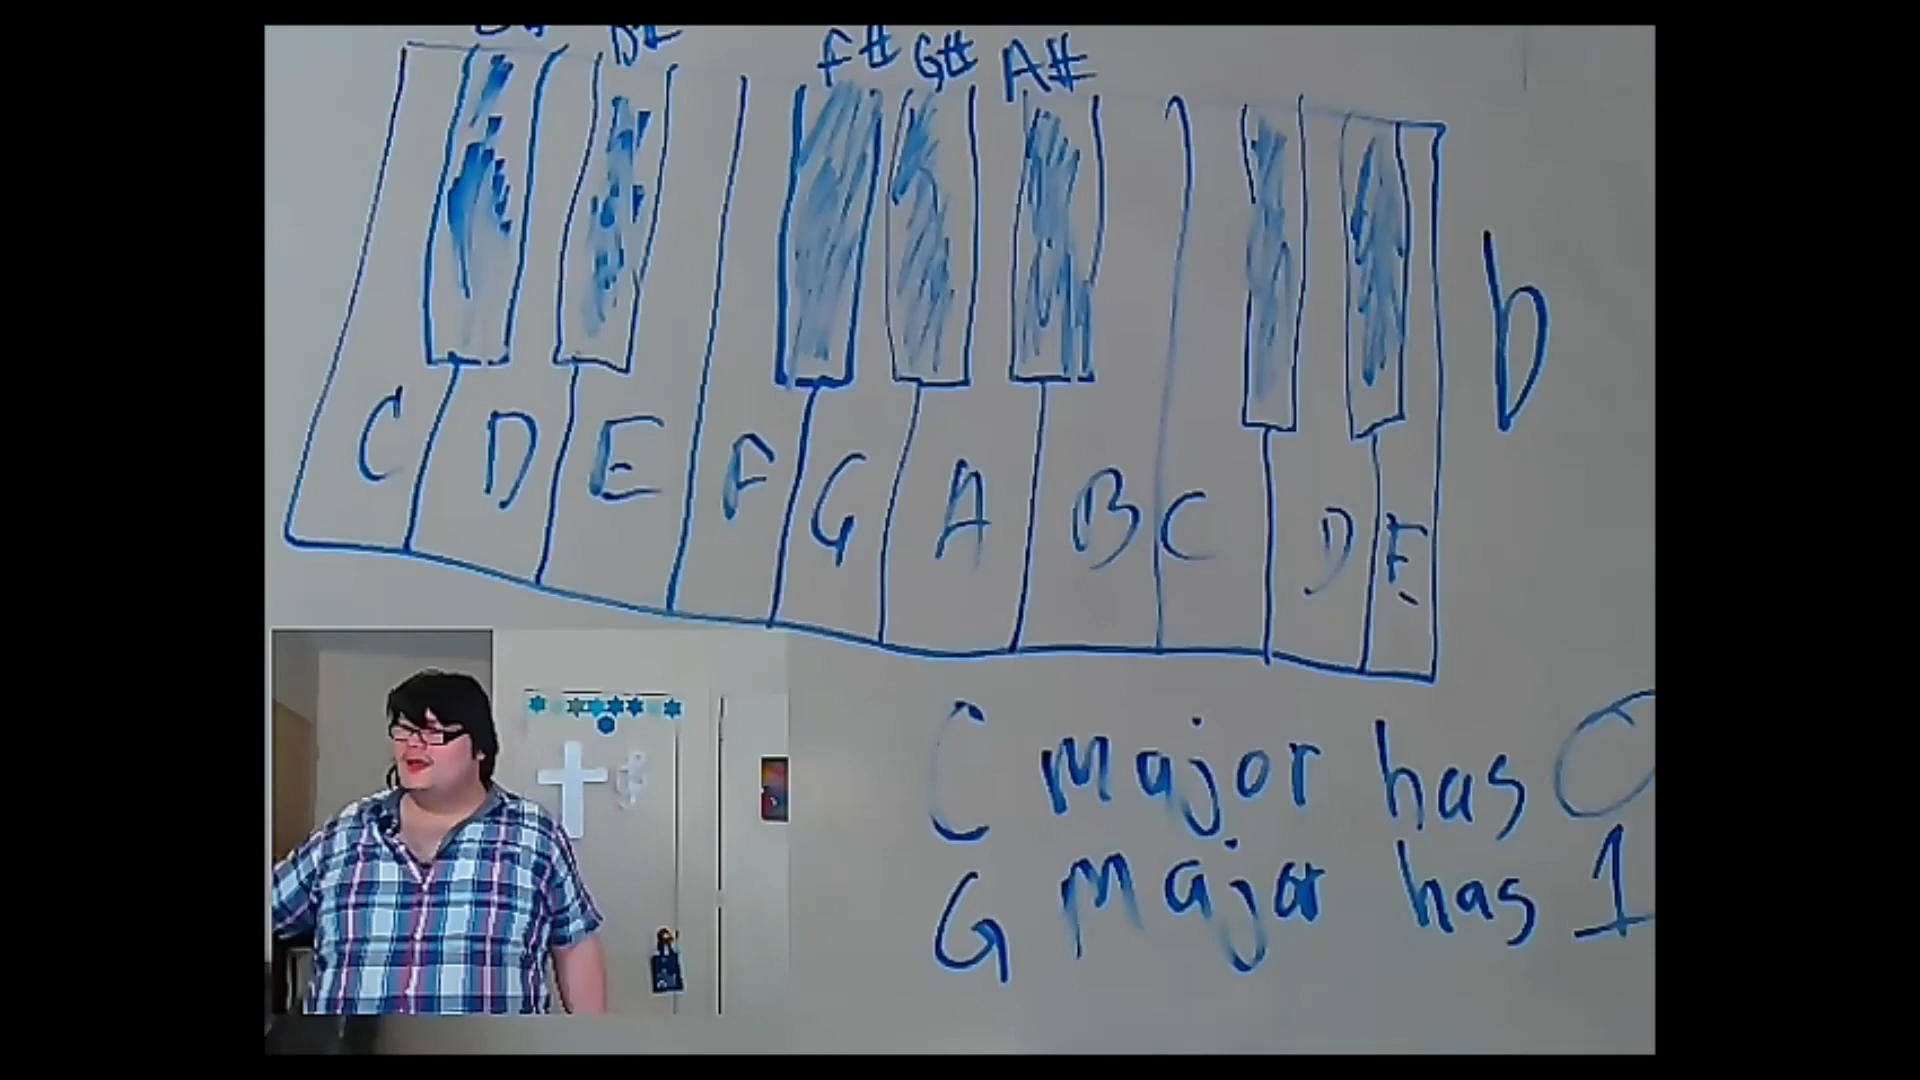 D# F# G# A#
b
C D E F G A B C D E
C major has 0
G major has 1